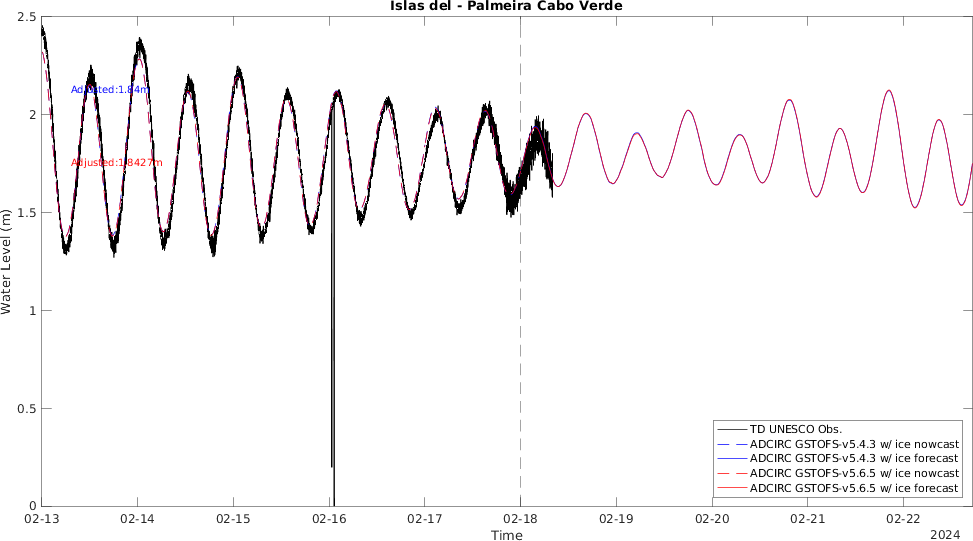 Islas del - Palmeira Cabo Verde
2.5
2
1.5
1
0.5
0
Water Level (m)
Adjusted:1.84m
Adjusted:1.8427m
TD UNESCO Obs.
ADCIRC GSTOFS-v5.4.3 w/ ice nowcast
ADCIRC GSTOFS-v5.4.3 w/ ice forecast
ADCIRC GSTOFS-v5.6.5 w/ ice nowcast
ADCIRC GSTOFS-v5.6.5 w/ ice forecast
02-13 02-14 02-15 02-16 02-17 02-18 02-19 02-20 02-21 02-22
Time
2024